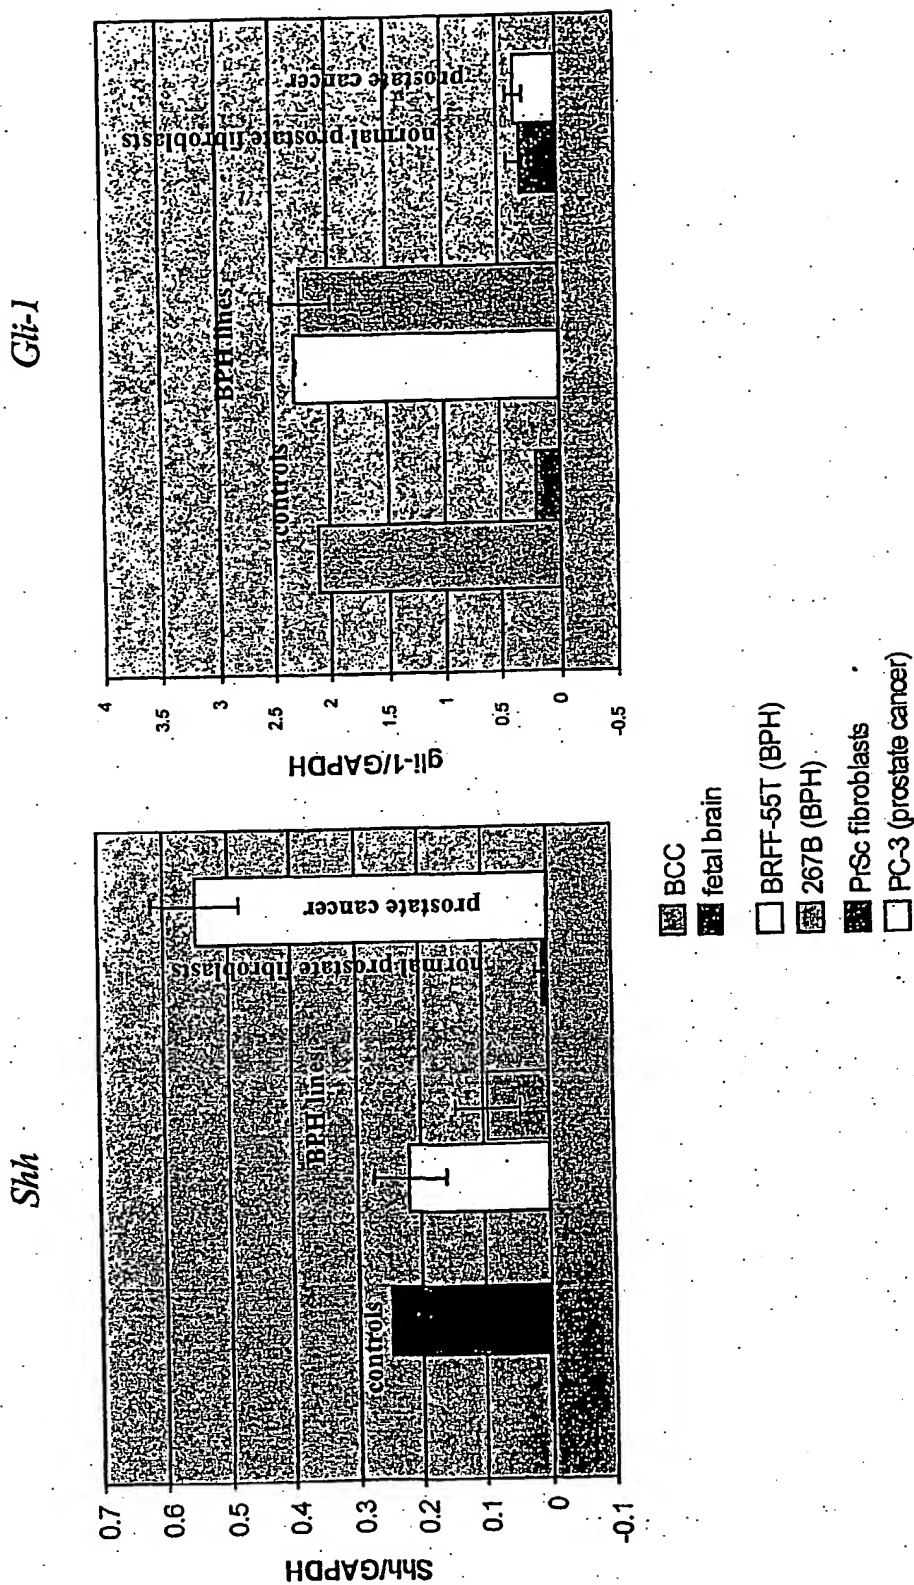 Shh
0.7
0.6
0.5
0.4
0.3
0.2
0.1
0
-0.1
Shh/GAPDH
controls
BPH lines
normal prostate fibroblasts
prostate cancer
Gli-1
4
3.5
3
2.5
2
1.5
1
0.5
0
-0.5
gli-1/GAPDH
controls
BPH lines
normal prostate fibroblasts
prostate cancer
BCC
fetal brain
BRFF-55T (BPH)
267B (BPH)
PrSc fibroblasts
PC-3 (prostate cancer)